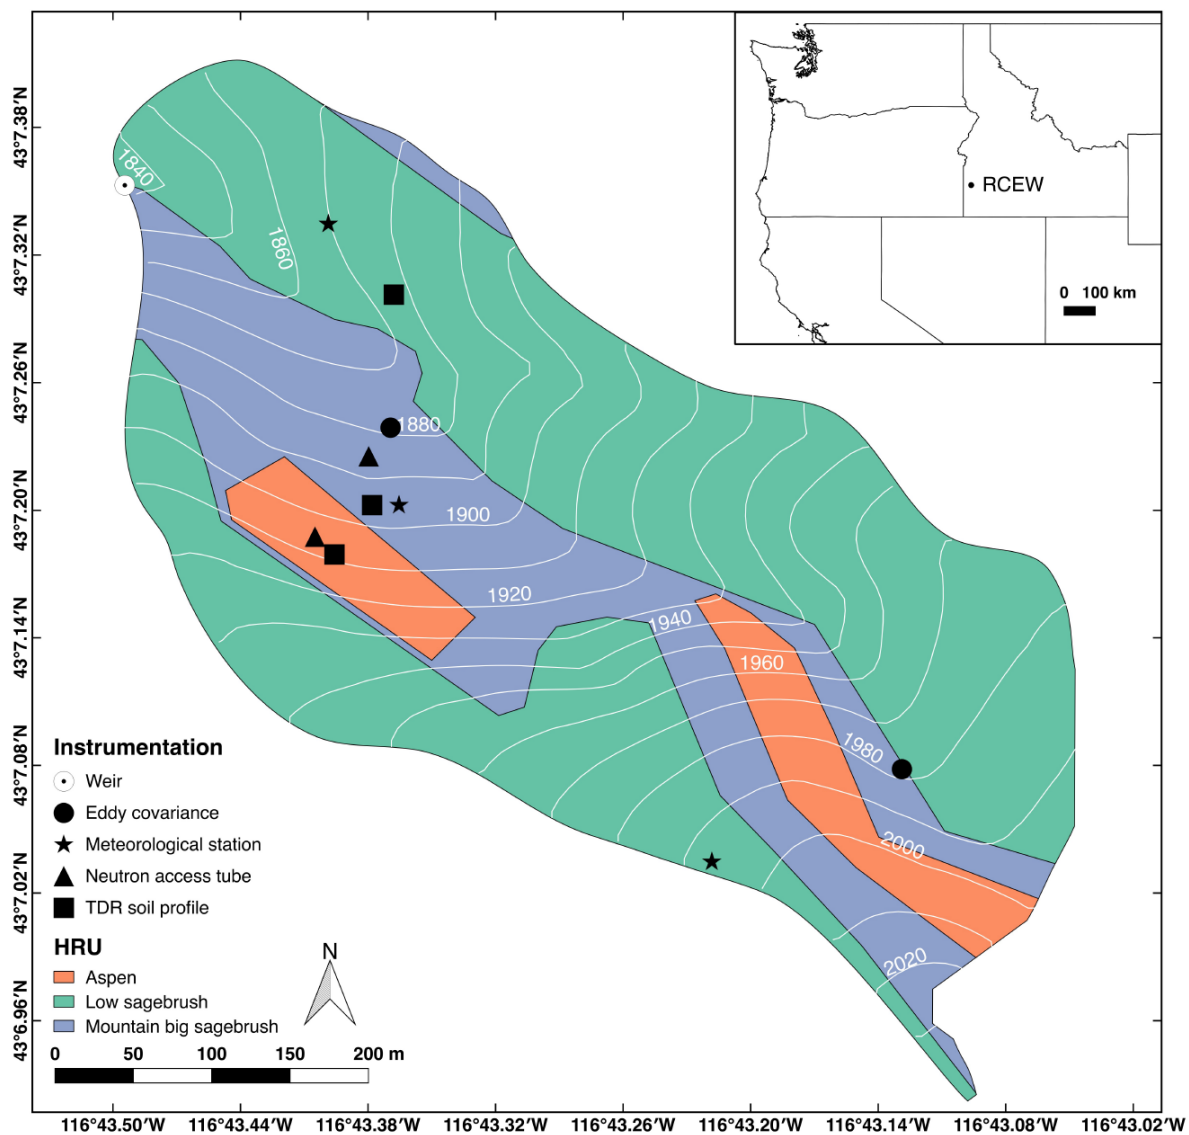 RCEW
0 100 km
43°7.38'N
43°7.32'N
43°7.26'N
43°7.20'N
43°7.14'N
43°7.08'N
43°7.02'N
43°6.96'N
1840
1860
1880
1900
1920
1940
1960
1980
2000
2020
Instrumentation
Weir
Eddy covariance
Meteorological station
Neutron access tube
TDR soil profile
HRU
Aspen
Low sagebrush
Mountain big sagebrush
N
0 50 100 150 200 m
116°43.50'W 116°43.44'W 116°43.38'W 116°43.32'W 116°43.26'W 116°43.20'W 116°43.14'W 116°43.08'W 116°43.02'W